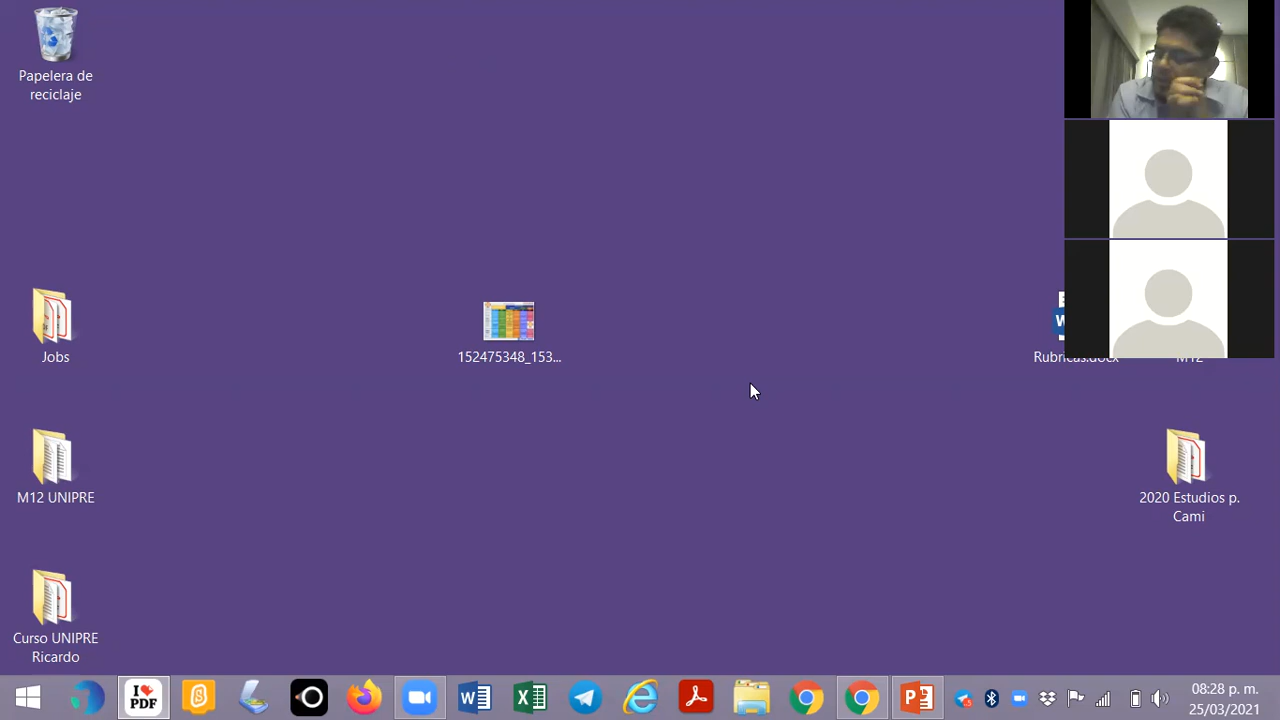 Papelera de
reciclaje
Jobs
152475348_153...
Rubricas.docx
M12
M12 UNIPRE
2020 Estudios p.
Cami
Curso UNIPRE
Ricardo
I
PDF
08:28 p. m.
25/03/2021